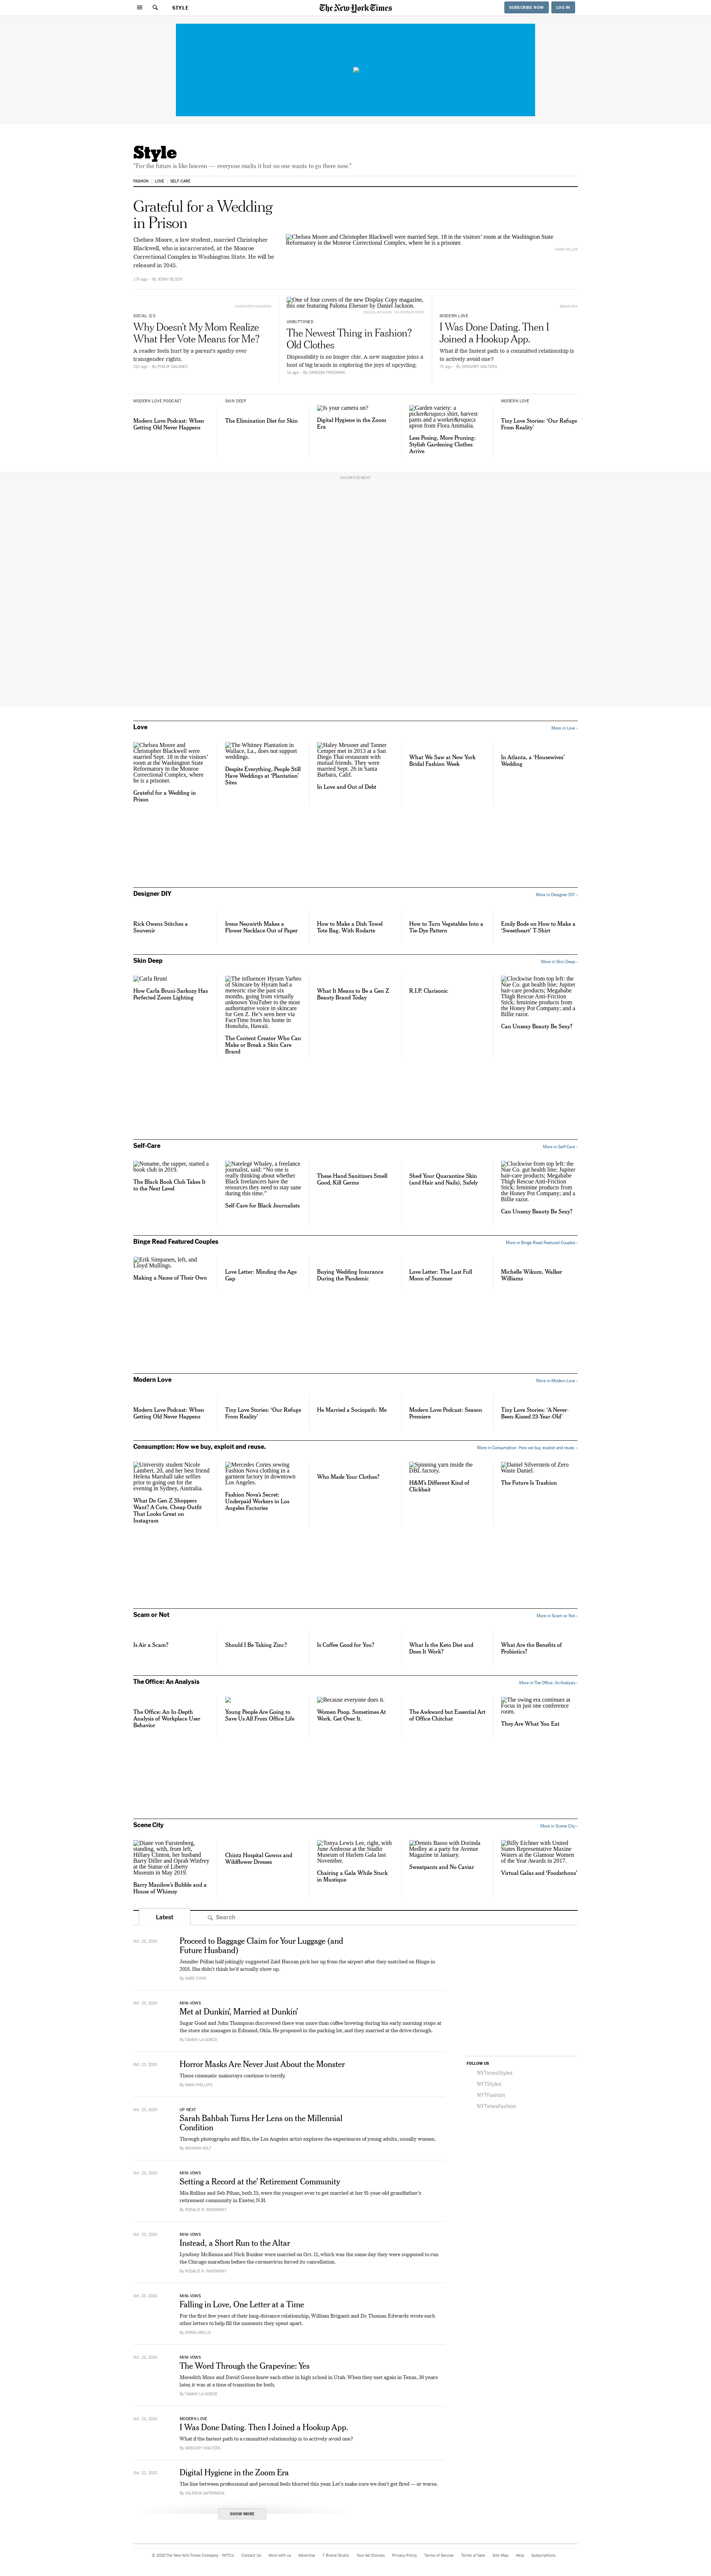 STYLE
The New York Times
SUBSCRIBE NOW
LOG IN
Style
"For the future is like heaven — everyone exalts it but no one wants to go there now."
FASHION
LOVE
SELF-CARE
Grateful for a Wedding
in Prison
Chelsea Moore, a law student, married Christopher
Blackwell, who is incarcerated, at the Monroe
Correctional Complex in Washington State. He will be
released in 2045.
17h ago · By JENNY BLOCK
Chelsea Moore and Christopher Blackwell were married Sept. 18 in the visitors' room at the Washington State
Reformatory in the Monroe Correctional Complex, where he is a prisoner.
SOCIAL Q'S
Why Doesn't My Mom Realize
What Her Vote Means for Me?
A reader feels hurt by a parent's apathy over
transgender rights.
22h ago · By PHILIP GALANES
One of four covers of the new Display Copy magazine,
this one featuring Paloma Elsesser by Daniel Jackson.
UNBUTTONED
The Newest Thing in Fashion?
Old Clothes
Disposability is no longer chic. A new magazine joins a
host of big brands in exploring the joys of upcycling.
1d ago · By VANESSA FRIEDMAN
MODERN LOVE
I Was Done Dating. Then I
Joined a Hookup App.
What if the fastest path to a committed relationship is
to actively avoid one?
7h ago · By GREGORY WALTERS
MODERN LOVE PODCAST
Modern Love Podcast: When
Getting Old Never Happens
SKIN DEEP
The Elimination Diet for Skin
Is your camera on?
Digital Hygiene in the Zoom
Era
Garden variety: a
picker&rsquo;s shirt, harvest
pants and a worker&rsquo;s
apron from Flora Animalia.
Less Posing, More Pruning:
Stylish Gardening Clothes
Arrive
MODERN LOVE
Tiny Love Stories: 'Our Refuge
From Reality'
ADVERTISEMENT
Love
More in Love ›
Chelsea Moore and
Christopher Blackwell were
married Sept. 18 in the visitors'
room at the Washington State
Reformatory in the Monroe
Correctional Complex, where
he is a prisoner.
Grateful for a Wedding in
Prison
The Whitney Plantation in
Wallace, La., does not support
weddings.
Despite Everything, People Still
Have Weddings at 'Plantation'
Sites
Haley Messner and Tanner
Cemper met in 2013 at a San
Diego Thai restaurant with
mutual friends. They were
married Sept. 26 in Santa
Barbara, Calif.
In Love and Out of Debt
What We Saw at New York
Bridal Fashion Week
In Atlanta, a 'Housewives'
Wedding
Designer DIY
More in Designer DIY ›
Rick Owens Stitches a
Souvenir
Irene Neuwirth Makes a
Flower Necklace Out of Paper
How to Make a Dish Towel
Tote Bag, With Rodarte
How to Turn Vegetables Into a
Tie-Dye Pattern
Emily Bode on How to Make a
'Sweetheart' T-Shirt
Skin Deep
More in Skin Deep ›
Carla Bruni
How Carla Bruni-Sarkozy Has
Perfected Zoom Lighting
The influencer Hyram Yarbro
of Skincare by Hyram had a
meteoric rise the past six
months, going from virtually
unknown YouTuber to the most
authoritative voice in skincare
for Gen Z. He's seen here via
FaceTime from his home in
Honolulu, Hawaii.
The Content Creator Who Can
Make or Break a Skin Care
Brand
What It Means to Be a Gen Z
Beauty Brand Today
R.I.P. Clarisonic
Clockwise from top left: the
Nue Co. gut health line; Jupiter
hair-care products; Megababe
Thigh Rescue Anti-Friction
Stick; feminine products from
the Honey Pot Company; and a
Billie razor.
Can Unsexy Beauty Be Sexy?
Self-Care
More in Self-Care ›
Noname, the rapper, started a
book club in 2019.
The Black Book Club Takes It
to the Next Level
Natelegé Whaley, a freelance
journalist, said: "No one is
really thinking about whether
Black freelancers have the
resources they need to stay sane
during this time."
Self-Care for Black Journalists
These Hand Sanitizers Smell
Good, Kill Germs
Shed Your Quarantine Skin
(and Hair and Nails), Safely
Clockwise from top left: the
Nue Co. gut health line; Jupiter
hair-care products; Megababe
Thigh Rescue Anti-Friction
Stick; feminine products from
the Honey Pot Company; and a
Billie razor.
Can Unsexy Beauty Be Sexy?
Binge Read Featured Couples
More in Binge Read Featured Couples ›
Erik Simpanen, left, and
Lloyd Mullings.
Making a Name of Their Own
Love Letter: Minding the Age
Gap
Buying Wedding Insurance
During the Pandemic
Love Letter: The Last Full
Moon of Summer
Michelle Wikum, Walker
Williams
Modern Love
More in Modern Love ›
Modern Love Podcast: When
Getting Old Never Happens
Tiny Love Stories: 'Our Refuge
From Reality'
He Married a Sociopath: Me
Modern Love Podcast: Season
Premiere
Tiny Love Stories: 'A Never-
Been-Kissed 23-Year-Old'
Consumption: How we buy, exploit and reuse.
More in Consumption: How we buy, exploit and reuse. ›
University student Nicole
Lambert, 20, and her best friend
Helena Marshall take selfies
prior to going out for the
evening in Sydney, Australia.
What Do Gen Z Shoppers
Want? A Cute, Cheap Outfit
That Looks Great on
Instagram
Mercedes Cortes sewing
Fashion Nova clothing in a
garment factory in downtown
Los Angeles.
Fashion Nova's Secret:
Underpaid Workers in Los
Angeles Factories
Who Made Your Clothes?
Spinning yarn inside the
DBL factory.
H&M's Different Kind of
Clickbait
Daniel Silverstein of Zero
Waste Daniel.
The Future Is Trashion
Scam or Not
More in Scam or Not ›
Is Air a Scam?
Should I Be Taking Zinc?
Is Coffee Good for You?
What Is the Keto Diet and
Does It Work?
What Are the Benefits of
Probiotics?
The Office: An Analysis
More in The Office: An Analysis ›
The Office: An In-Depth
Analysis of Workplace User
Behavior
Young People Are Going to
Save Us All From Office Life
Because everyone does it.
Women Poop. Sometimes At
Work. Get Over It.
The Awkward but Essential Art
of Office Chitchat
The swing era continues at
Focus in just one conference
room.
They Are What You Eat
Scene City
More in Scene City ›
Diane von Furstenberg,
standing, with, from left,
Hillary Clinton, her husband
Barry Diller and Oprah Winfrey
at the Statue of Liberty
Museum in May 2019.
Barry Manilow's Bubble and a
House of Whimsy
Chintz Hospital Gowns and
Wildflower Dresses
Tonya Lewis Lee, right, with
June Ambrose at the Studio
Museum of Harlem Gala last
November.
Chairing a Gala While Stuck
in Mustique
Dennis Basso with Dorinda
Medley at a party for Avenue
Magazine in January.
Sweatpants and No Caviar
Billy Eichner with United
States Representative Maxine
Waters at the Glamour Women
of the Year Awards in 2017.
Virtual Galas and 'Foodathons'
Latest
Search
Oct. 23, 2020
Proceed to Baggage Claim for Your Luggage (and
Future Husband)
Jennifer Pollan half-jokingly suggested Zaid Hassan pick her up from the airport after they matched on Hinge in
2018. She didn't think he'd actually show up.
By GABE COHN
Oct. 23, 2020
MINI-VOWS
Met at Dunkin', Married at Dunkin'
Sugar Good and John Thompson discovered there was more than coffee brewing during his early morning stops at
the store she manages in Edmond, Okla. He proposed in the parking lot, and they married at the drive-through.
By TAMMY LA GORCE
Oct. 23, 2020
Horror Masks Are Never Just About the Monster
These cinematic mainstays continue to terrify.
By MAYA PHILLIPS
Oct. 23, 2020
UP NEXT
Sarah Bahbah Turns Her Lens on the Millennial
Condition
Through photographs and film, the Los Angeles artist explores the experiences of young adults, usually women.
By BRIANNA HOLT
Oct. 23, 2020
MINI-VOWS
Setting a Record at the' Retirement Community
Mia Rollins and Seb Pihan, both 25, were the youngest ever to get married at her 91-year-old grandfather's
retirement community in Exeter, N.H.
By ROSALIE R. RADOMSKY
Oct. 23, 2020
MINI-VOWS
Instead, a Short Run to the Altar
Lyndsey McKenna and Nick Bunker were married on Oct. 11, which was the same day they were supposed to run
the Chicago marathon before the coronavirus forced its cancellation.
By ROSALIE R. RADOMSKY
Oct. 23, 2020
MINI-VOWS
Falling in Love, One Letter at a Time
For the first few years of their long-distance relationship, William Briganti and Dr. Thomas Edwards wrote each
other letters to help fill the moments they spent apart.
Oct. 23, 2020
MINI-VOWS
The Word Through the Grapevine: Yes
Meredith Monz and David Gosse knew each other in high school in Utah. When they met again in Texas, 20 years
later, it was at a time of transition for both.
By TAMMY LA GORCE
Oct. 23, 2020
MODERN LOVE
I Was Done Dating. Then I Joined a Hookup App.
What if the fastest path to a committed relationship is to actively avoid one?
By GREGORY WALTERS
Oct. 22, 2020
Digital Hygiene in the Zoom Era
The line between professional and personal feels blurred this year. Let's make sure we don't get fired — or worse.
By VALERIYA SAFRONOVA
SHOW MORE
FOLLOW US
NYTimesStyles
NYTStyles
NYTFashion
NYTimesFashion
© 2020 The New York Times Company
NYTCo
Contact Us
Work with us
Advertise
T Brand Studio
Your Ad Choices
Privacy Policy
Terms of Service
Terms of Sale
Site Map
Help
Subscriptions